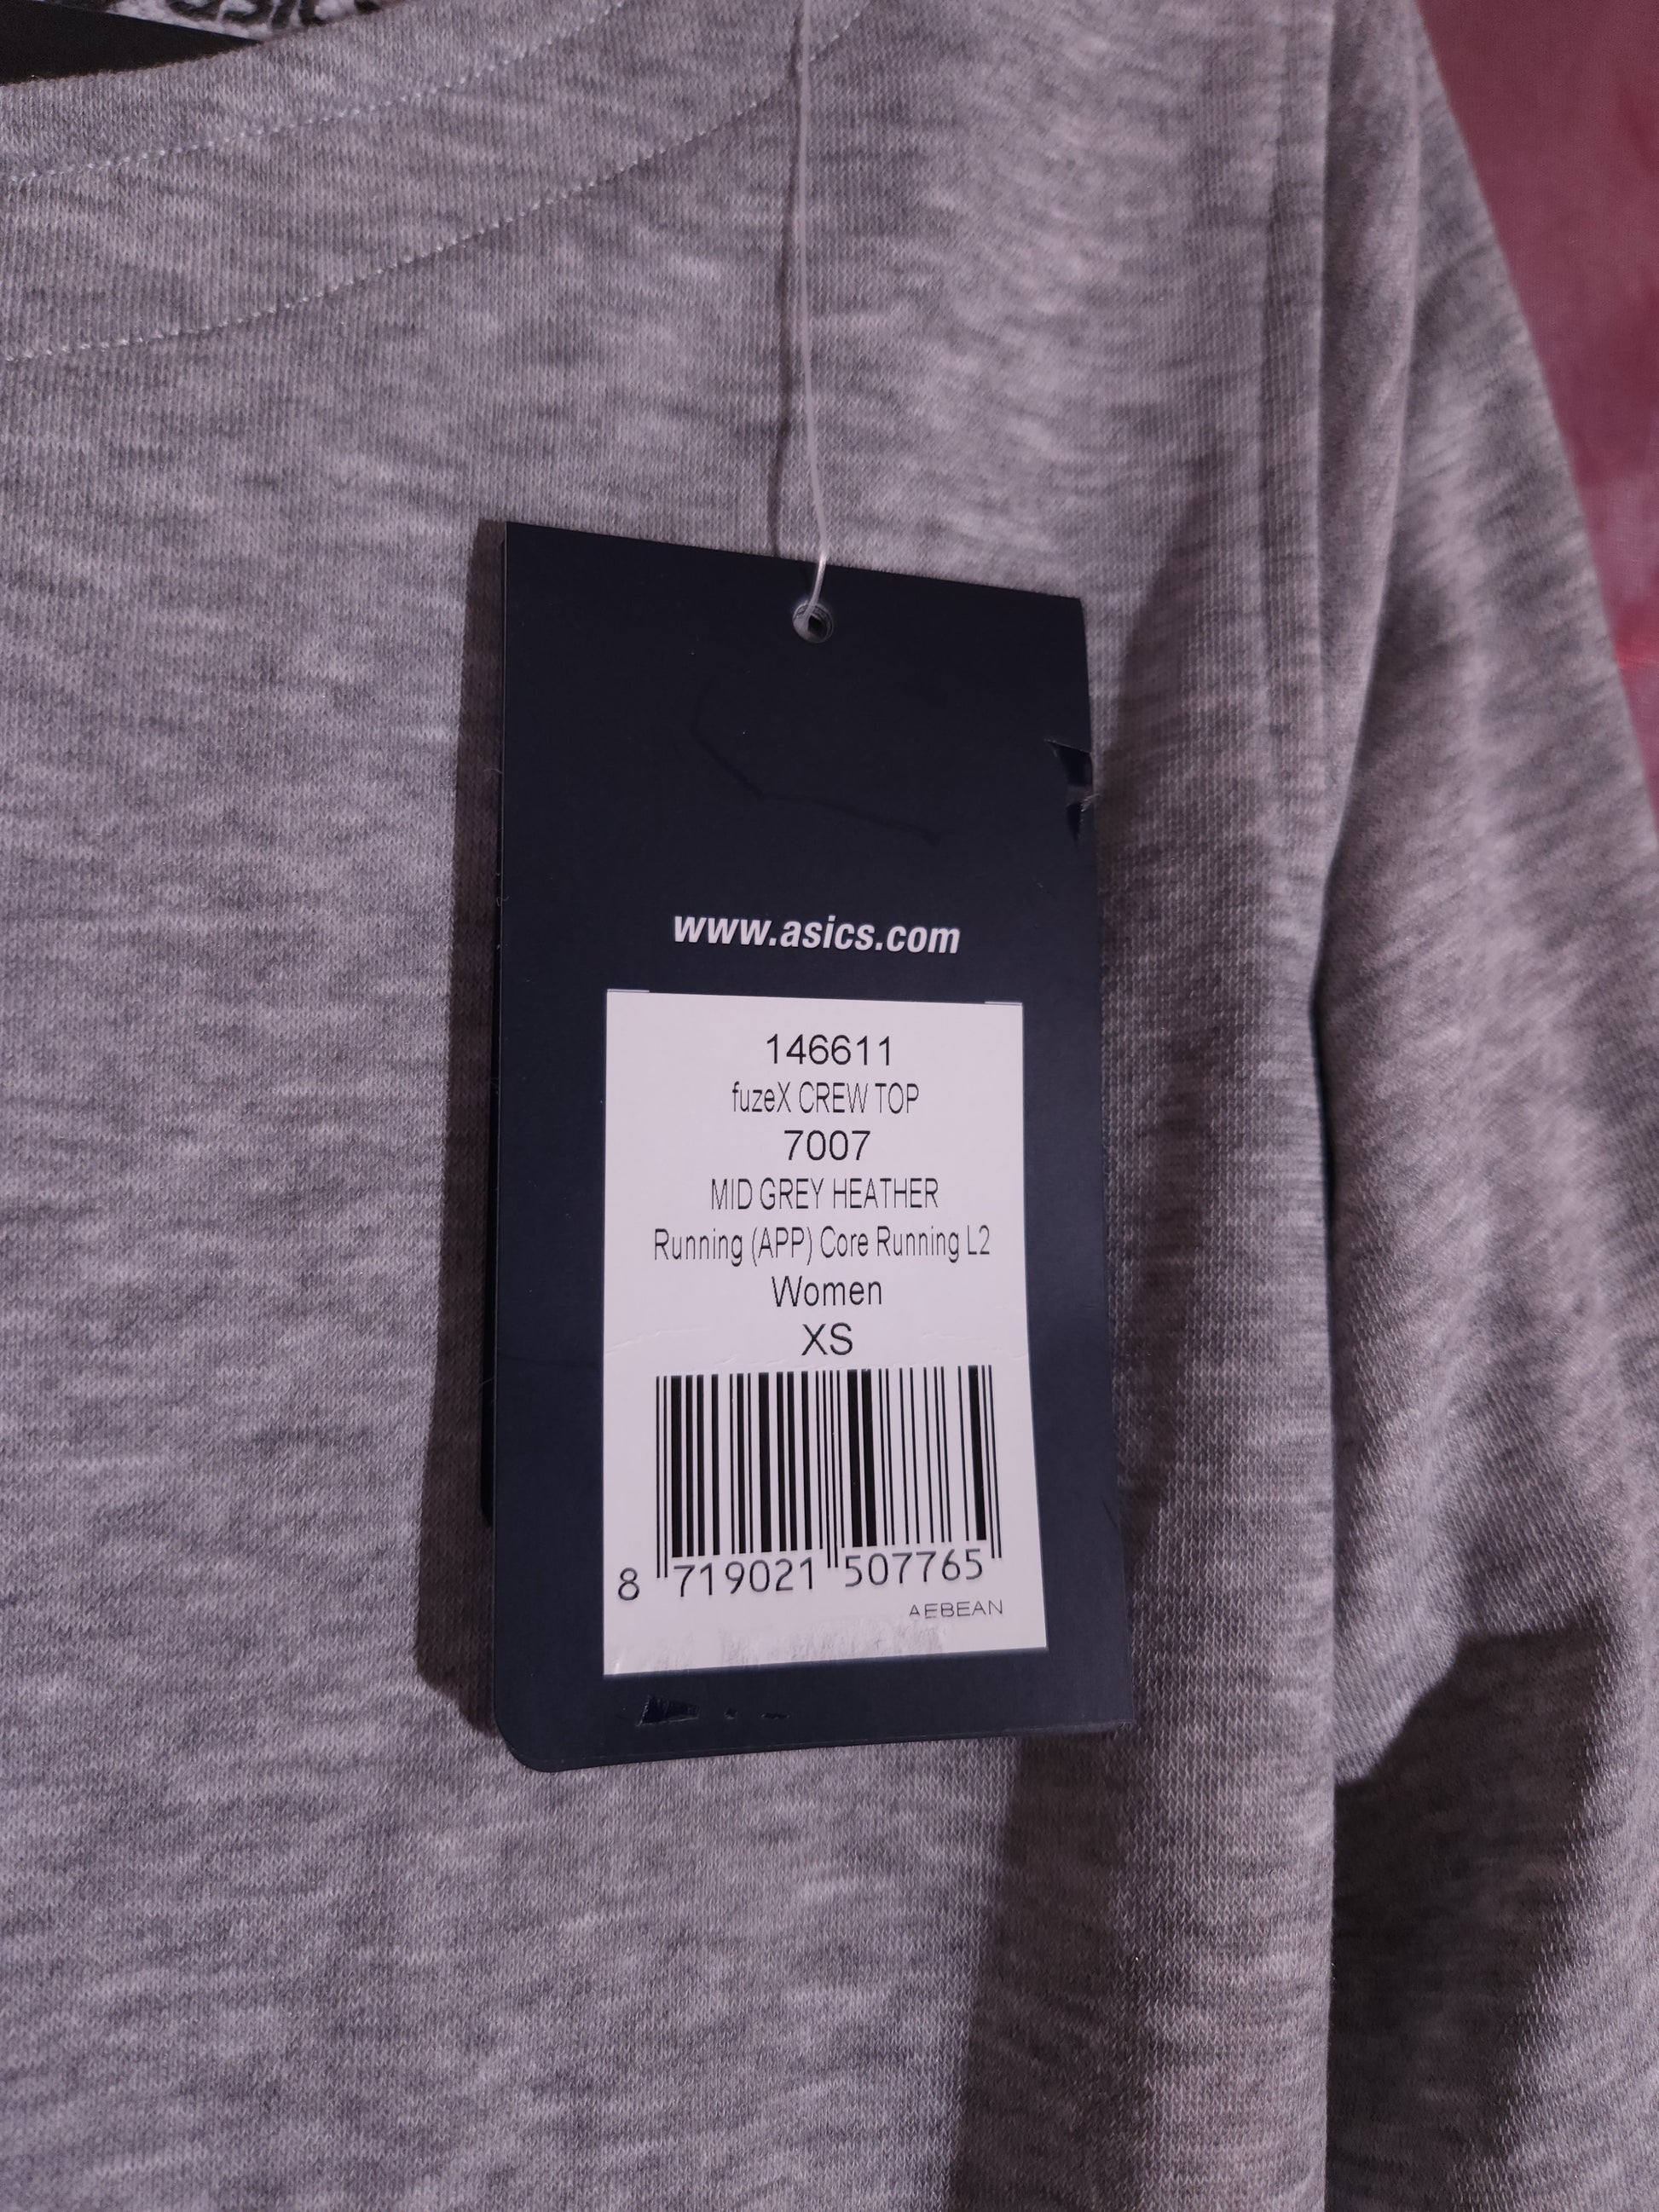 www.asics.com
146611
fuzeX CREW TOP
7007
MID GREY HEATHER
Running (APP) Core Running L2
Women
XS
8 719021 507765
AEBEAN